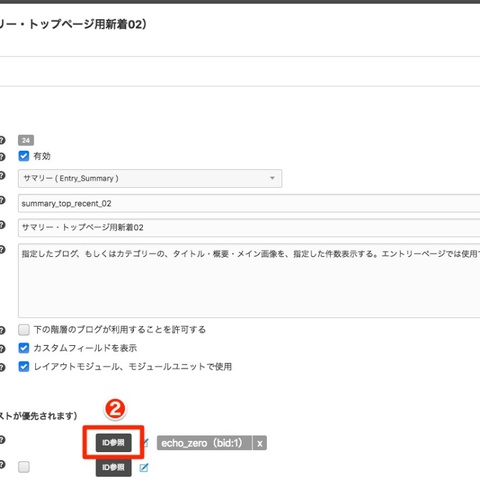 リー・トップページ用新着02）
24
有効
サマリー ( Entry_Summary )
summary_top_recent_02
サマリー・トップページ用新着02
指定したブログ、もしくはカテゴリーの、タイトル・概要・メイン画像を、指定した件数表示する。エントリーページでは使用
下の階層のブログが利用することを許可する
カスタムフィールドを表示
レイアウトモジュール、モジュールユニットで使用
ストが優先されます）
2
ID参照 echo_zero（bid:1） x
ID参照